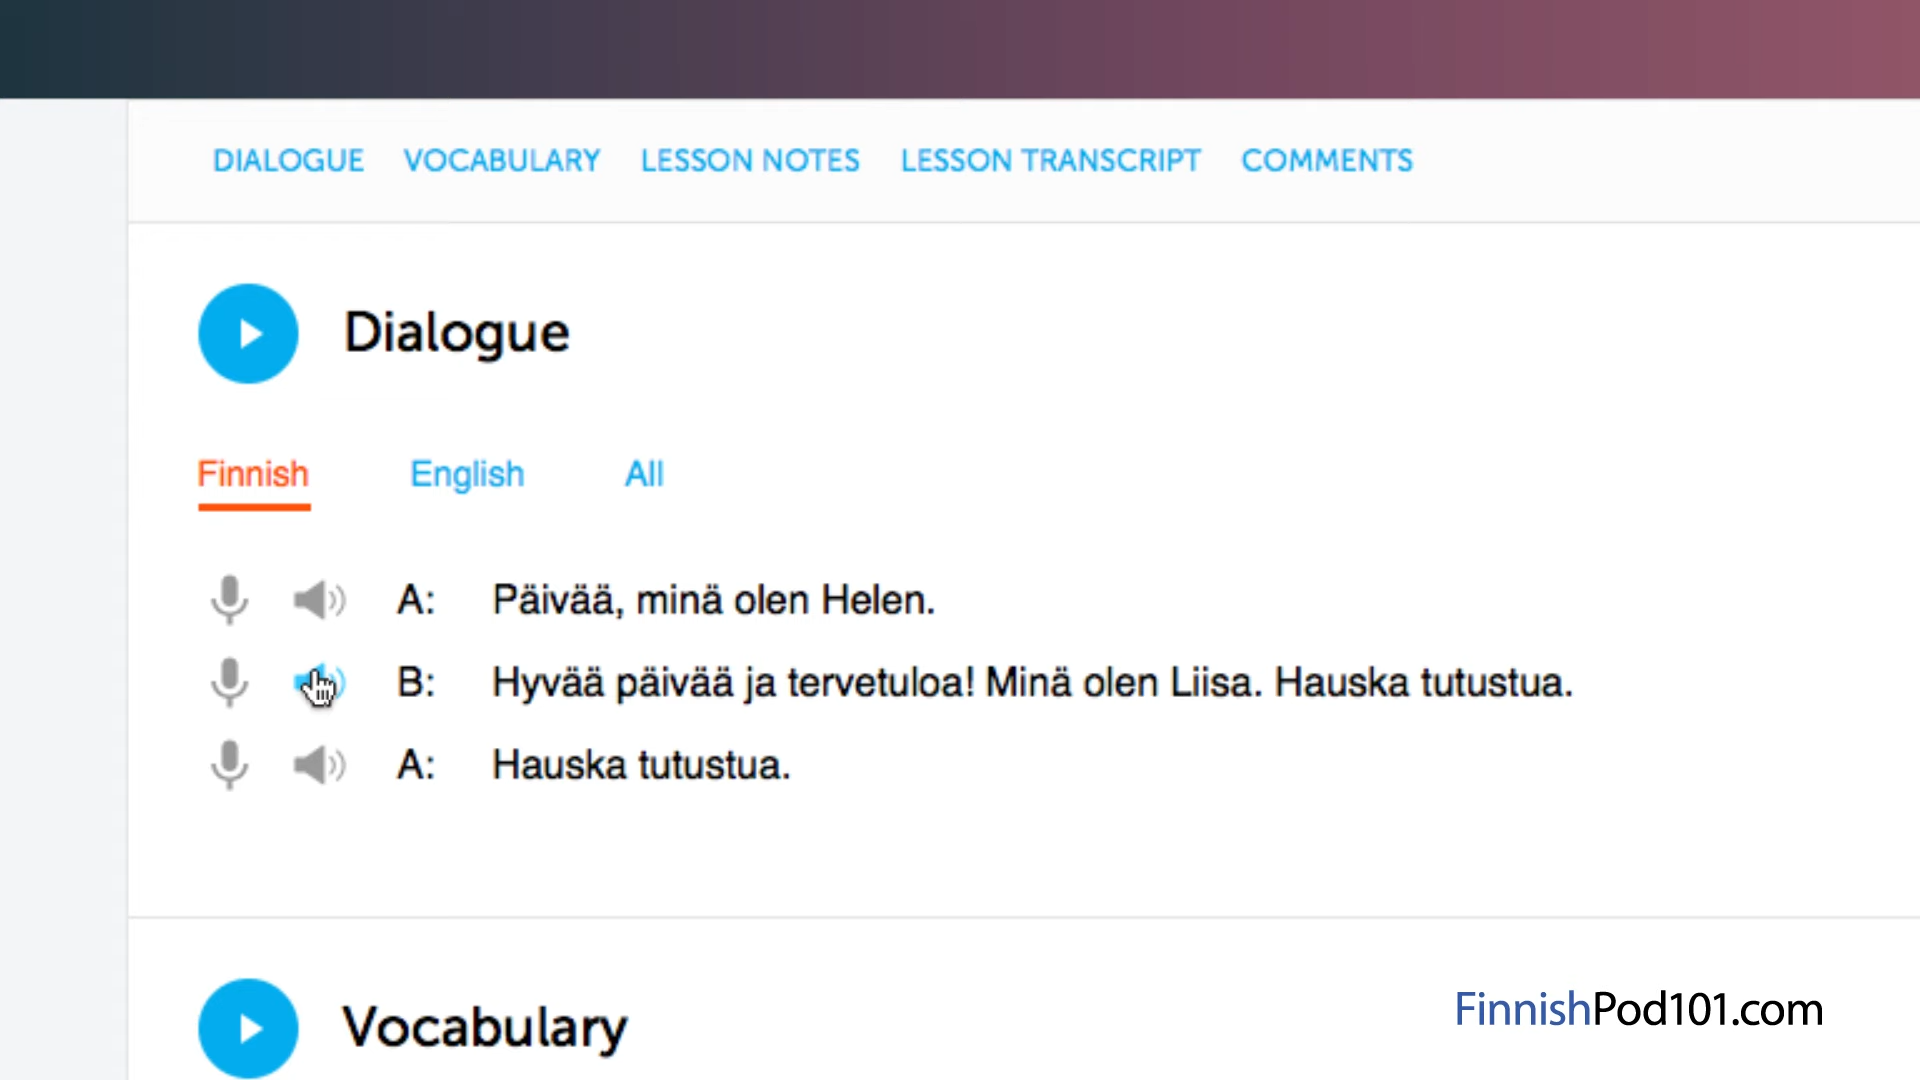 DIALOGUE VOCABULARY LESSON NOTES LESSON TRANSCRIPT COMMENTS
Dialogue
Finnish English All
A: Päivää, minä olen Helen.
B: Hyvää päivää ja tervetuloa! Minä olen Liisa. Hauska tutustua.
A: Hauska tutustua.
Vocabulary
FinnishPod101.com